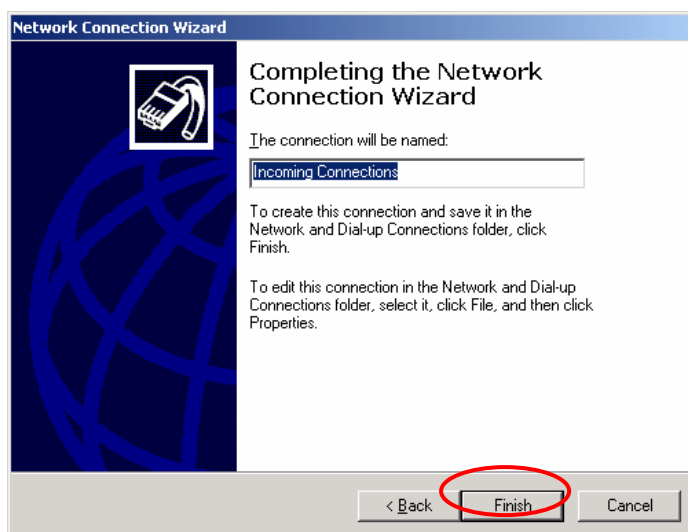 Network Connection Wizard
Completing the Network
Connection Wizard
The connection will be named:
Incoming Connections
To create this connection and save it in the
Network and Dial-up Connections folder, click
Finish.
To edit this connection in the Network and Dial-up
Connections folder, select it, click File, and then click
Properties.
< Back Finish Cancel